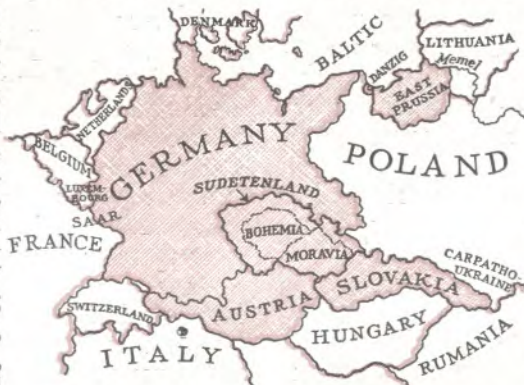 DENMARK
BALTIC
LITHUANIA
Memel
DANZIG
EAST
PRUSSIA
NETHERLANDS
BELGIUM
LUXEM-
BOURG
SAAR
GERMANY
POLAND
SUDETENLAND
BOHEMIA
MORAVIA
FRANCE
CARPATHO-
UKRAINE
SLOVAKIA
SWITZERLAND
AUSTRIA
HUNGARY
ITALY
RUMANIA